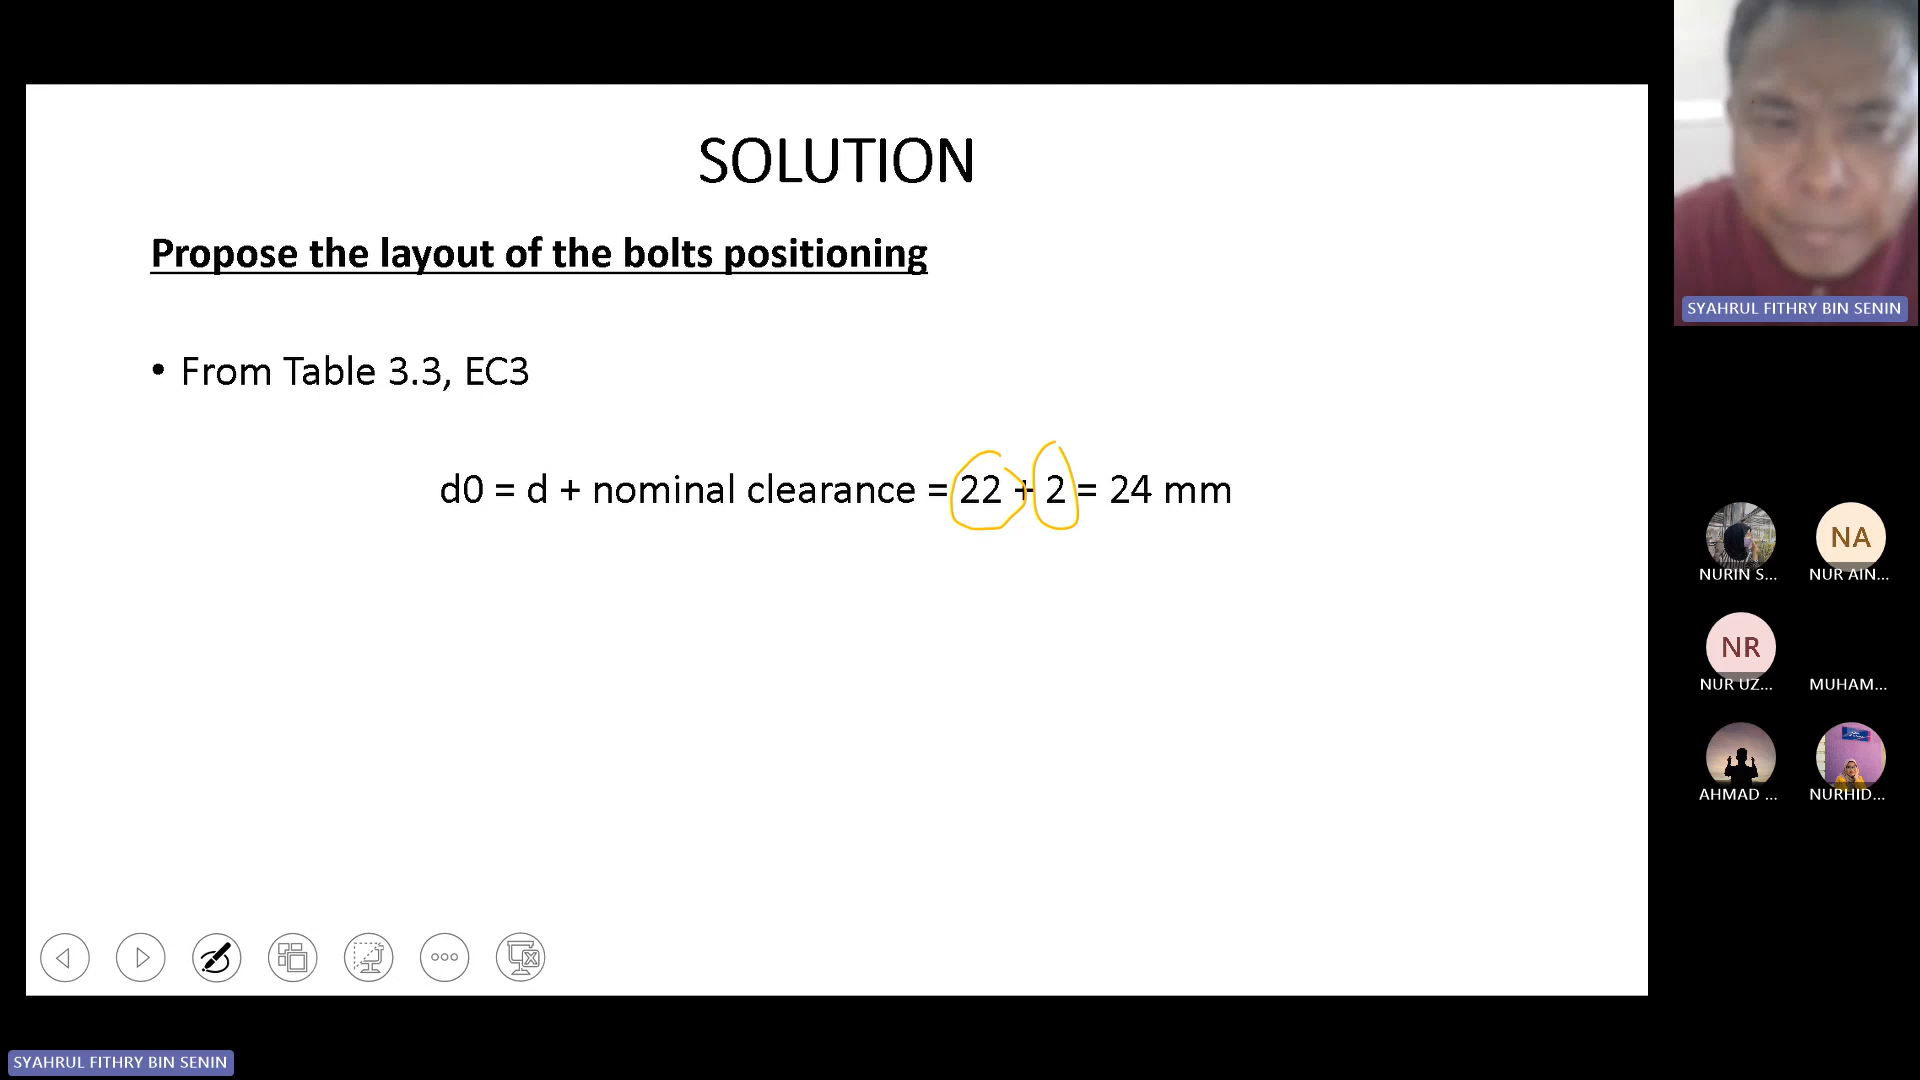 SOLUTION
Propose the layout of the bolts positioning
• From Table 3.3, EC3
d0 = d + nominal clearance = 22 + 2 = 24 mm
SYAHRUL FITHRY BIN SENIN
NURIN S...
NUR AIN...
NA
NR
NUR UZ...
MUHAM...
AHMAD ...
NURHID...
SYAHRUL FITHRY BIN SENIN